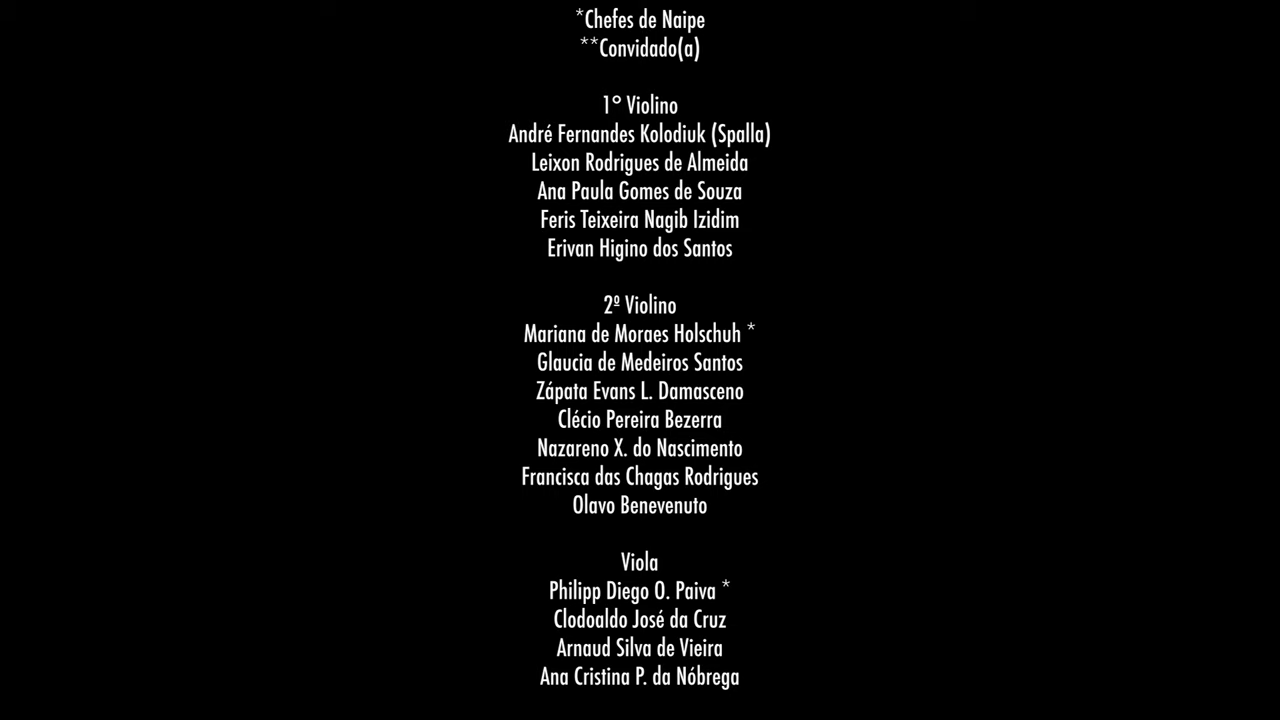 *Chefes de Naipe
**Convidado(a)
1° Violino
André Fernandes Kolodiuk (Spalla)
Leixon Rodrigues de Almeida
Ana Paula Gomes de Souza
Feris Teixeira Nagib Izidim
Erivan Higino dos Santos
2º Violino
Mariana de Moraes Holschuh *
Glaucia de Medeiros Santos
Zápata Evans L. Damasceno
Clécio Pereira Bezerra
Nazareno X. do Nascimento
Francisca das Chagas Rodrigues
Olavo Benevenuto
Viola
Philipp Diego O. Paiva *
Clodoaldo José da Cruz
Arnaud Silva de Vieira
Ana Cristina P. da Nóbrega